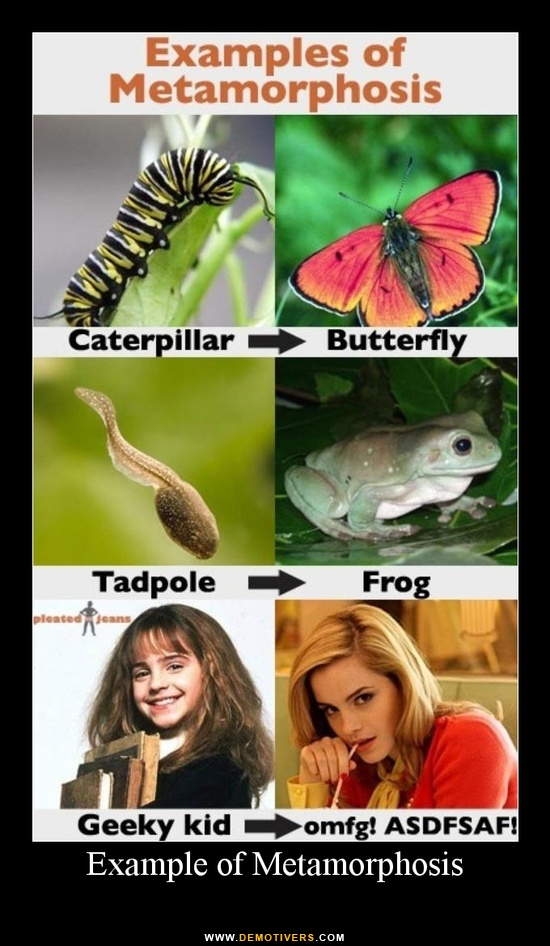 Examples of
Metamorphosis
Caterpillar Butterfly
Tadpole Frog
pleated jeans
Geeky kid omfg! ASDFSAF!
Example of Metamorphosis
WWW.DEMOTIVERS.COM